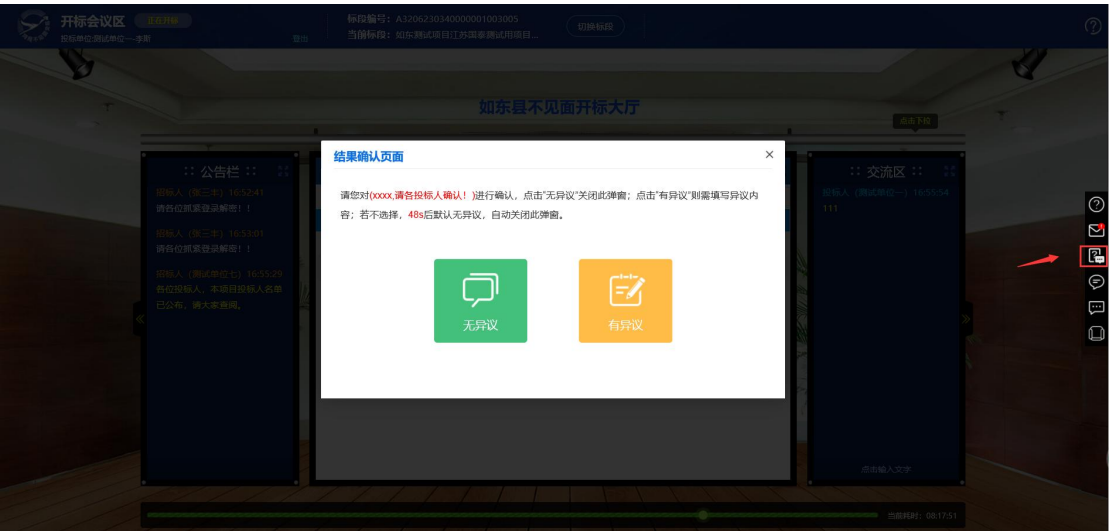 开标会议区 正在开标
投标单位:测试单位一-李斯 登出
标段编号：A3206230340000001003005
当前标段：如东测试项目江苏国泰测试用项目...
切换标段
如东县不见面开标大厅
点击下拉
:: 公告栏 ::
招标人（张三丰）16:52:41
请各位抓紧登录解密！！
招标人（张三丰）16:53:01
请各位抓紧登录解密！！
招标人（测试单位七）16:55:29
各位投标人，本项目投标人名单
已公布，请大家查阅。
结果确认页面
请您对(xxxx,请各投标人确认！)进行确认，点击"无异议"关闭此弹窗；点击"有异议"则需填写异议内
容；若不选择，48s后默认无异议，自动关闭此弹窗。
无异议
有异议
:: 交流区 ::
投标人（测试单位一）16:55:54
111
点击输入文字
当前耗时：08:17:51